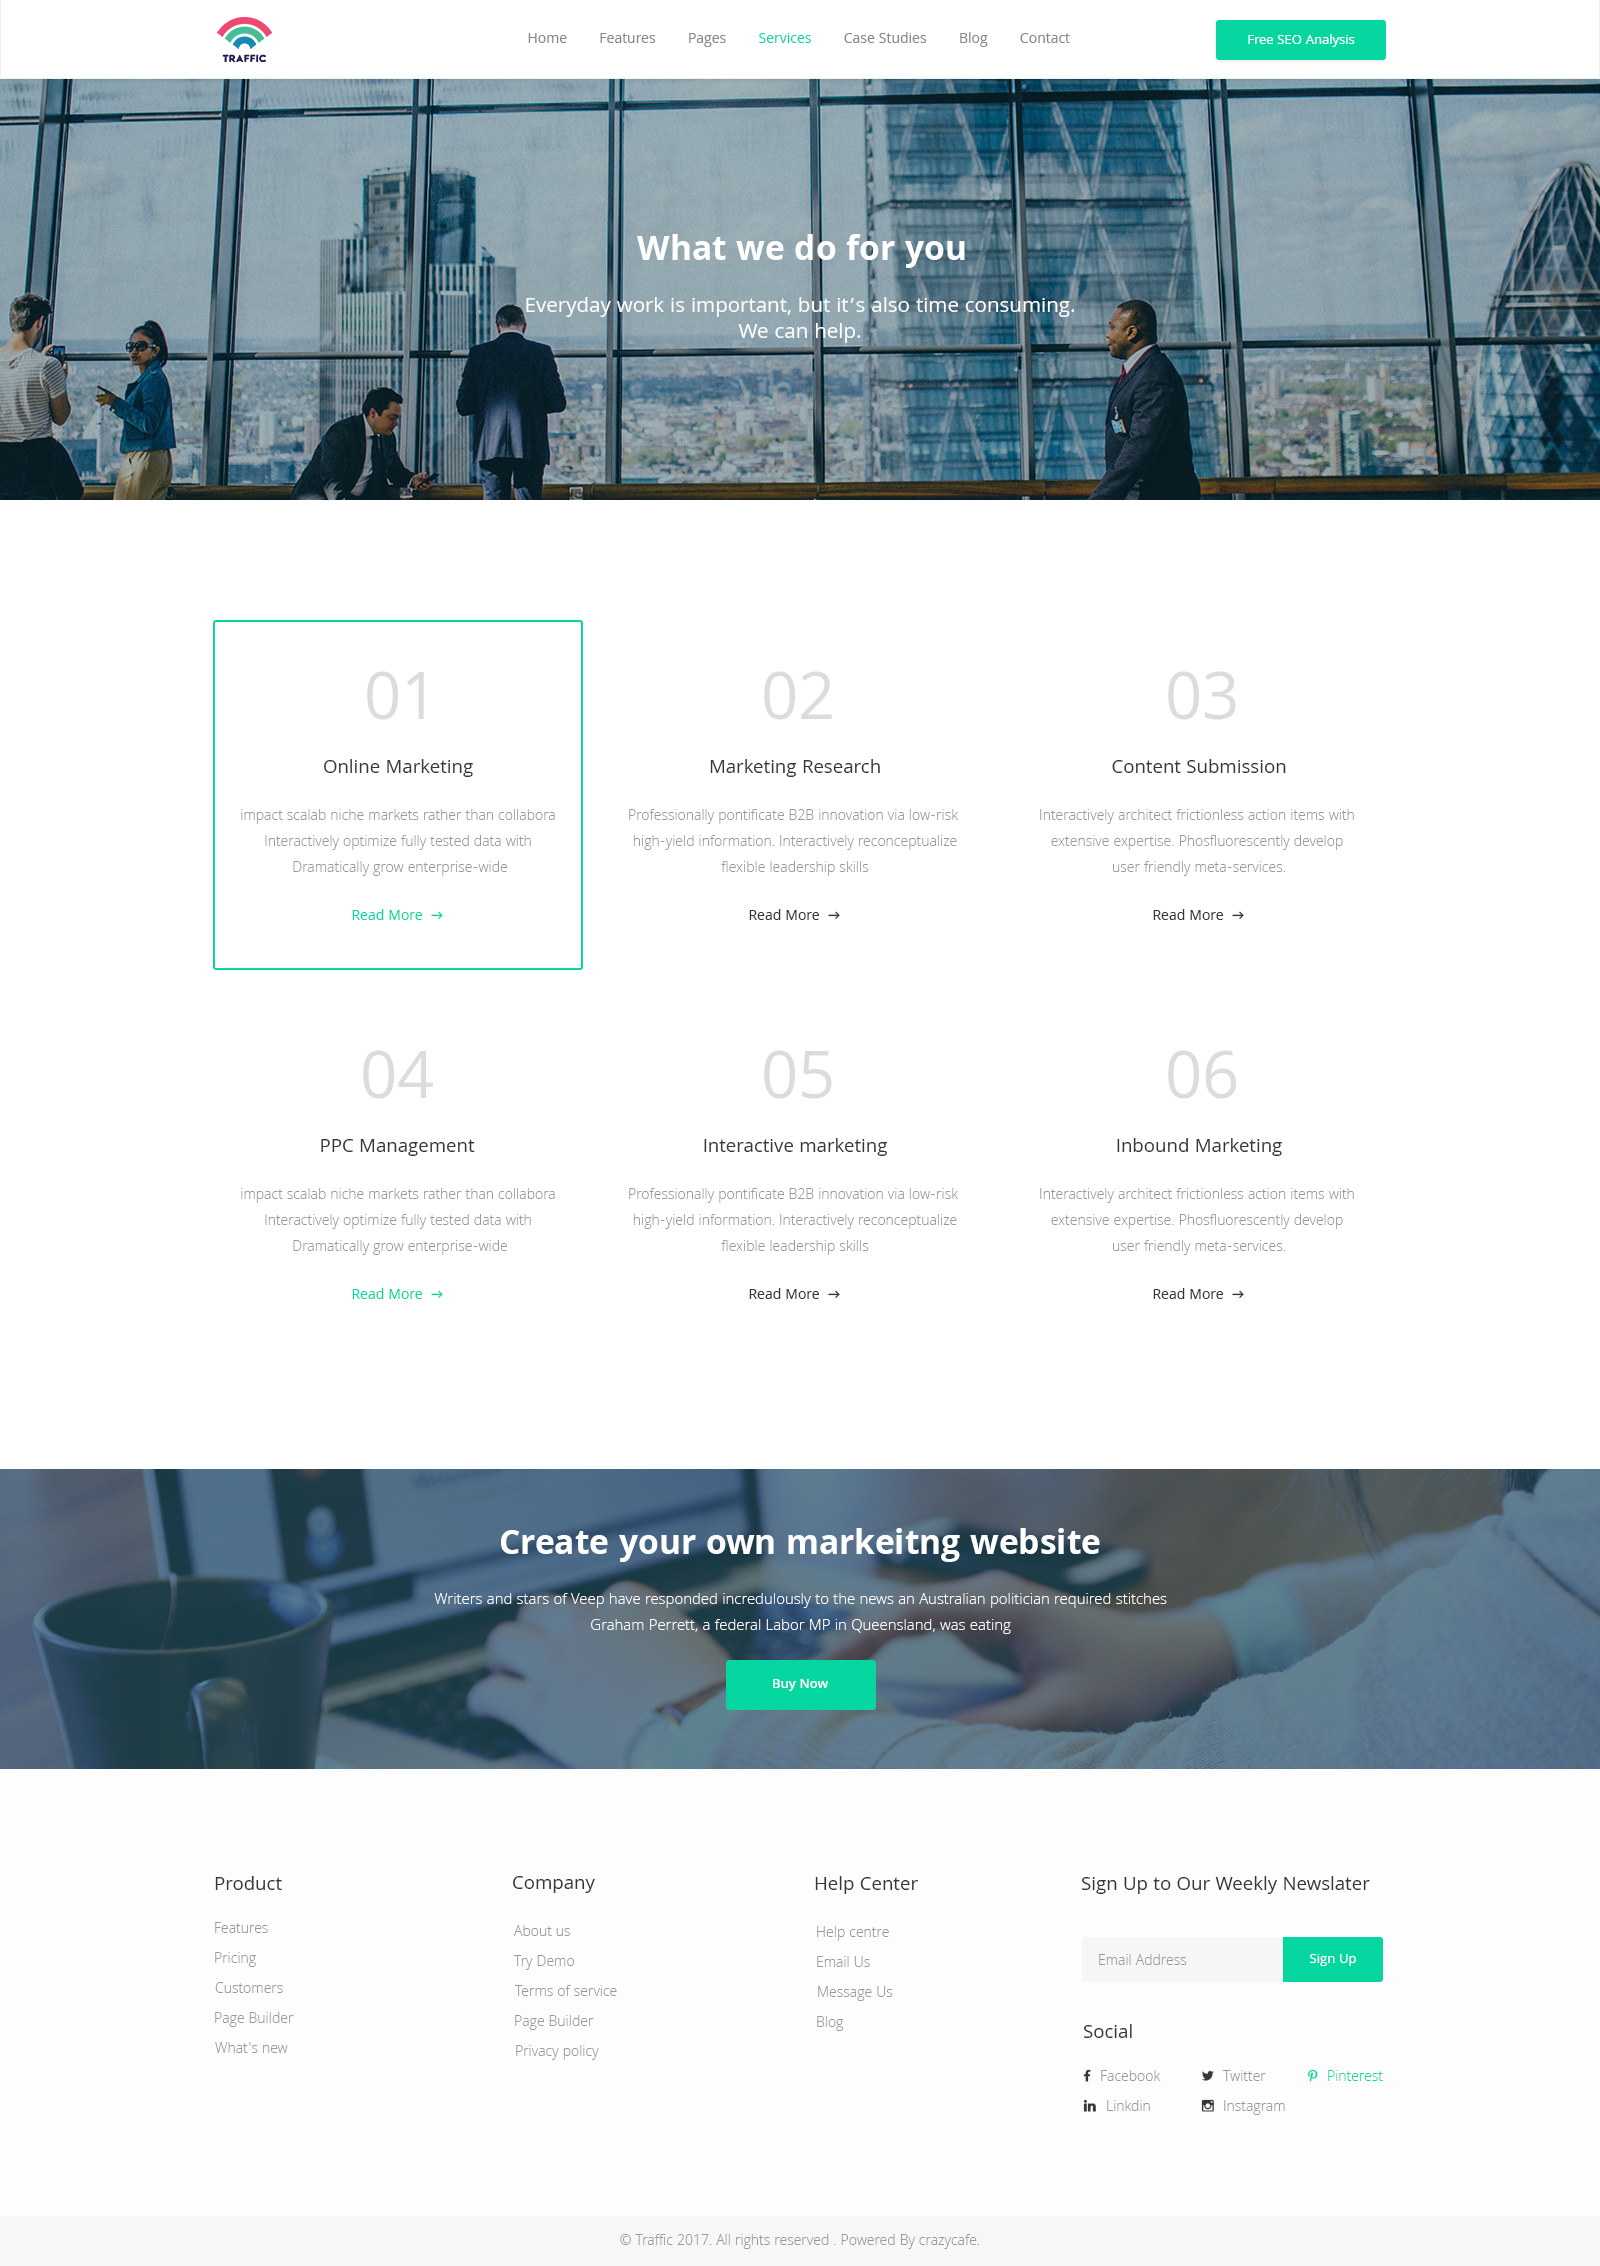 TRAFFIC
Home Features Pages Services Case Studies Blog Contact
Free SEO Analysis
What we do for you
Everyday work is important, but it's also time consuming.
We can help.
01
Online Marketing
impact scalab niche markets rather than collabora
Interactively optimize fully tested data with
Dramatically grow enterprise-wide
Read More →
02
Marketing Research
Professionally pontificate B2B innovation via low-risk
high-yield information. Interactively reconceptualize
flexible leadership skills
Read More →
03
Content Submission
Interactively architect frictionless action items with
extensive expertise. Phosfluorescently develop
user friendly meta-services.
Read More →
04
PPC Management
impact scalab niche markets rather than collabora
Interactively optimize fully tested data with
Dramatically grow enterprise-wide
Read More →
05
Interactive marketing
Professionally pontificate B2B innovation via low-risk
high-yield information. Interactively reconceptualize
flexible leadership skills
Read More →
06
Inbound Marketing
Interactively architect frictionless action items with
extensive expertise. Phosfluorescently develop
user friendly meta-services.
Read More →
Create your own markeitng website
Writers and stars of Veep have responded incredulously to the news an Australian politician required stitches
Graham Perrett, a federal Labor MP in Queensland, was eating
Buy Now
Product
Features
Pricing
Customers
Page Builder
What's new
Company
About us
Try Demo
Terms of service
Page Builder
Privacy policy
Help Center
Help centre
Email Us
Message Us
Blog
Sign Up to Our Weekly Newslater
Email Address
Sign Up
Social
Facebook Twitter Pinterest
Linkdin Instagram
© Traffic 2017. All rights reserved . Powered By crazycafe.